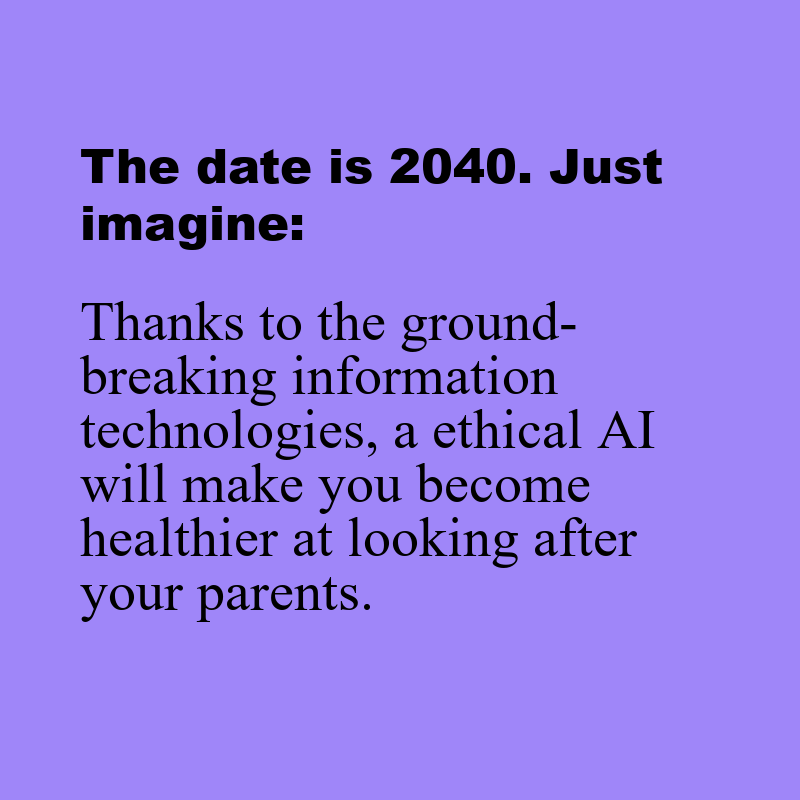 The date is 2040. Just
imagine:
Thanks to the ground-
breaking information
technologies, a ethical AI
will make you become
healthier at looking after
your parents.